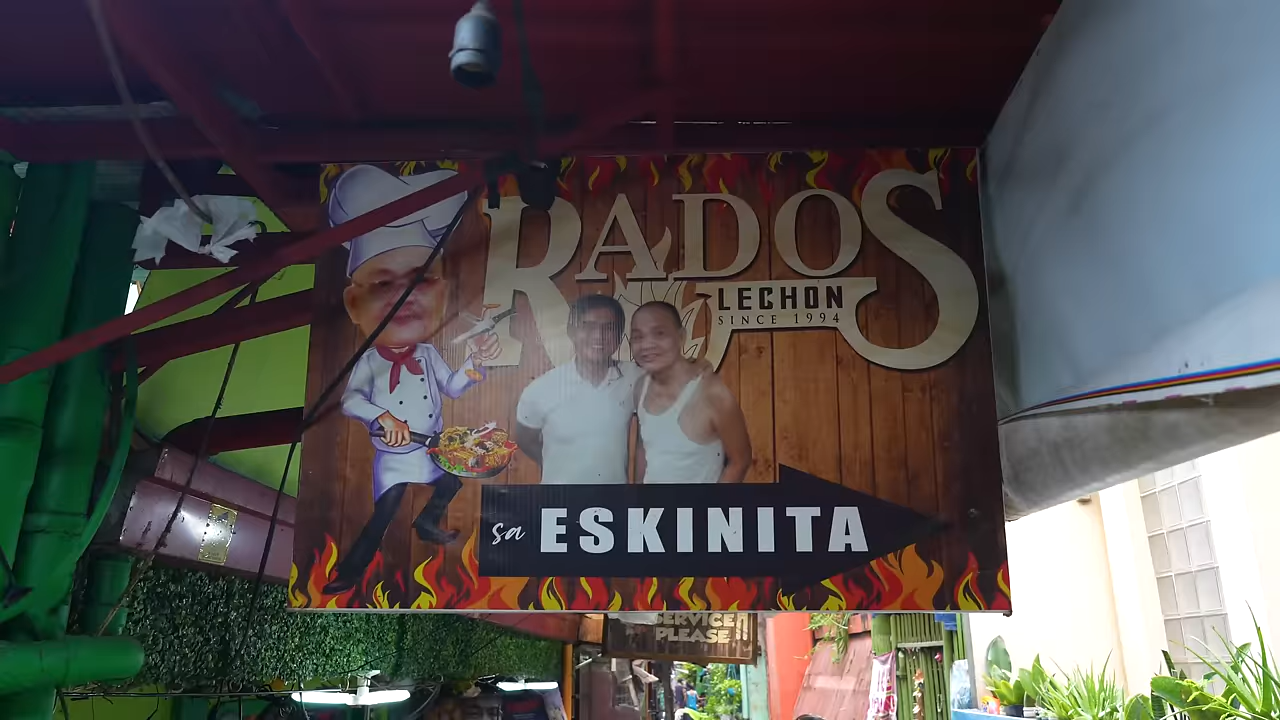 RADOS
LECHON
SINCE 1994
sa ESKINITA
SERVICE
PLEASE !!